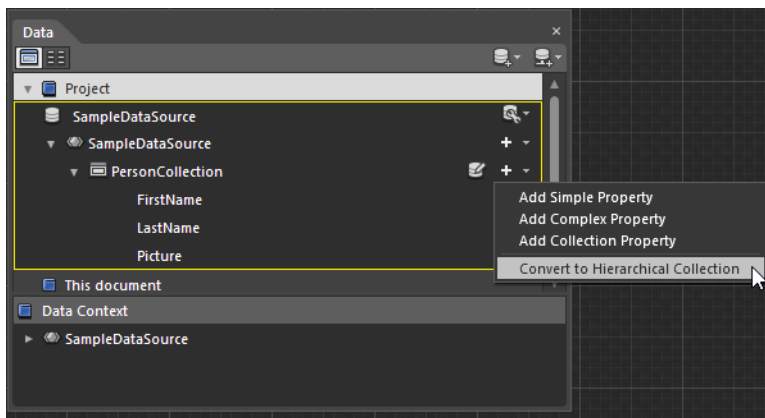 Data
Project
SampleDataSource
SampleDataSource
PersonCollection
FirstName
LastName
Picture
This document
Data Context
SampleDataSource
Add Simple Property
Add Complex Property
Add Collection Property
Convert to Hierarchical Collection